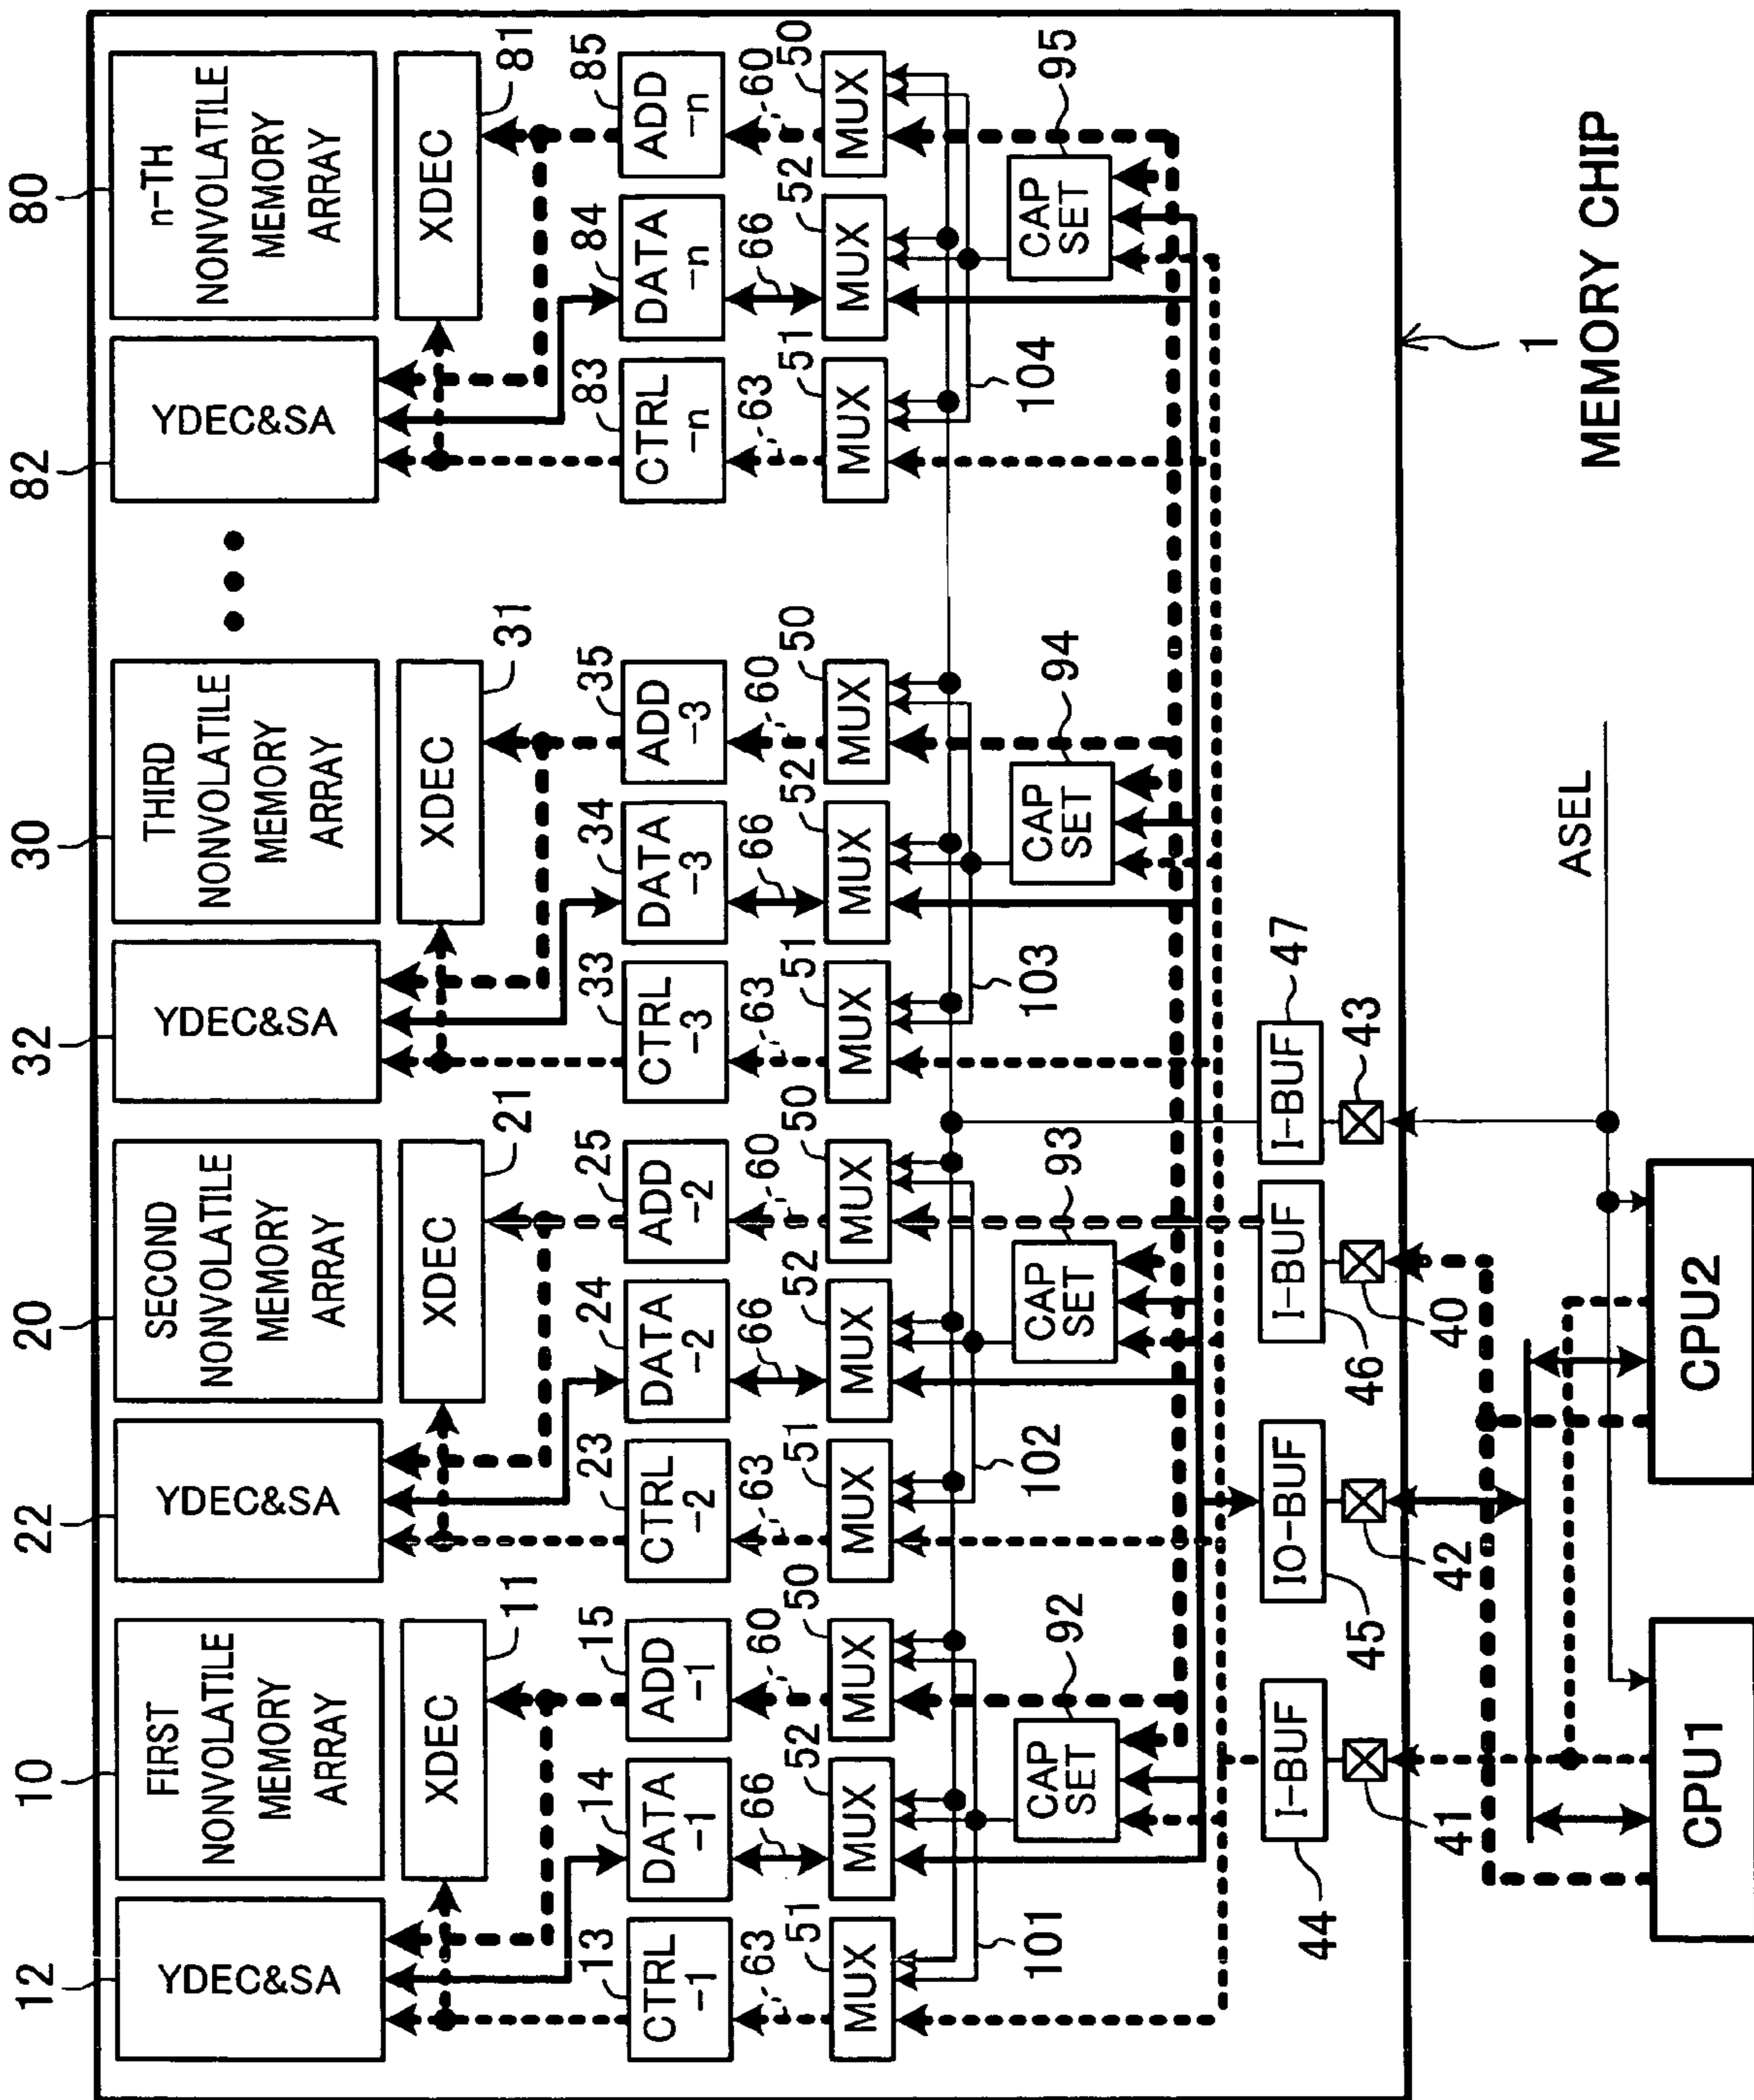 12
10
22
20
32
30
82
80
YDEC&SA
FIRST
NONVOLATILE
MEMORY
ARRAY
YDEC&SA
SECOND
NONVOLATILE
MEMORY
ARRAY
YDEC&SA
THIRD
NONVOLATILE
MEMORY
ARRAY
YDEC&SA
n-TH
NONVOLATILE
MEMORY
ARRAY
XDEC
11
XDEC
21
XDEC
31
XDEC
81
13
14
15
23
24
25
33
34
35
83
84
85
CTRL
-1
DATA
-1
ADD
-1
CTRL
-2
DATA
-2
ADD
-2
CTRL
-3
DATA
-3
ADD
-3
CTRL
-n
DATA
-n
ADD
-n
63
66
60
63
66
60
63
66
60
63
66
60
51
52
50
51
52
50
51
52
50
51
52
50
MUX
MUX
MUX
MUX
MUX
MUX
MUX
MUX
MUX
MUX
MUX
MUX
101
92
102
93
103
94
104
95
CAP
SET
CAP
SET
CAP
SET
CAP
SET
44
I-BUF
45
IO-BUF
46
I-BUF
I-BUF
47
41
42
40
43
1
MEMORY CHIP
ASEL
CPU1
CPU2